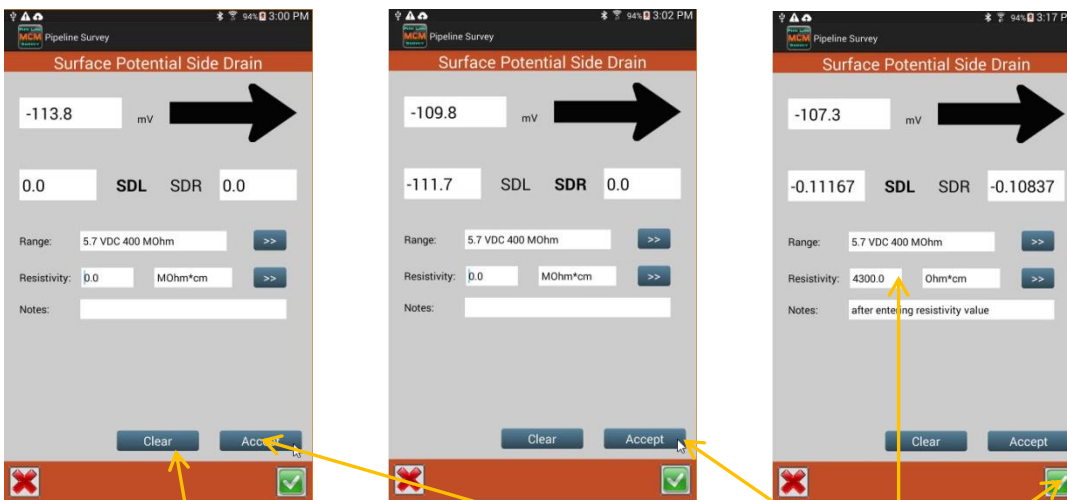 94% 3:00 PM
MCM Pipeline Survey
Surface Potential Side Drain
-113.8 mV
0.0 SDL SDR 0.0
Range: 5.7 VDC 400 MOhm >>
Resistivity: 0.0 MOhm*cm >>
Notes:
Clear Accept
94% 3:02 PM
MCM Pipeline Survey
Surface Potential Side Drain
-109.8 mV
-111.7 SDL SDR 0.0
Range: 5.7 VDC 400 MOhm >>
Resistivity: 0.0 MOhm*cm >>
Notes:
Clear Accept
94% 3:17 P
MCM Pipeline Survey
Surface Potential Side Drain
-107.3 mV
-0.11167 SDL SDR -0.10837
Range: 5.7 VDC 400 MOhm >>
Resistivity: 4300.0 Ohm*cm >>
Notes: after entering resistivity value
Clear Accept